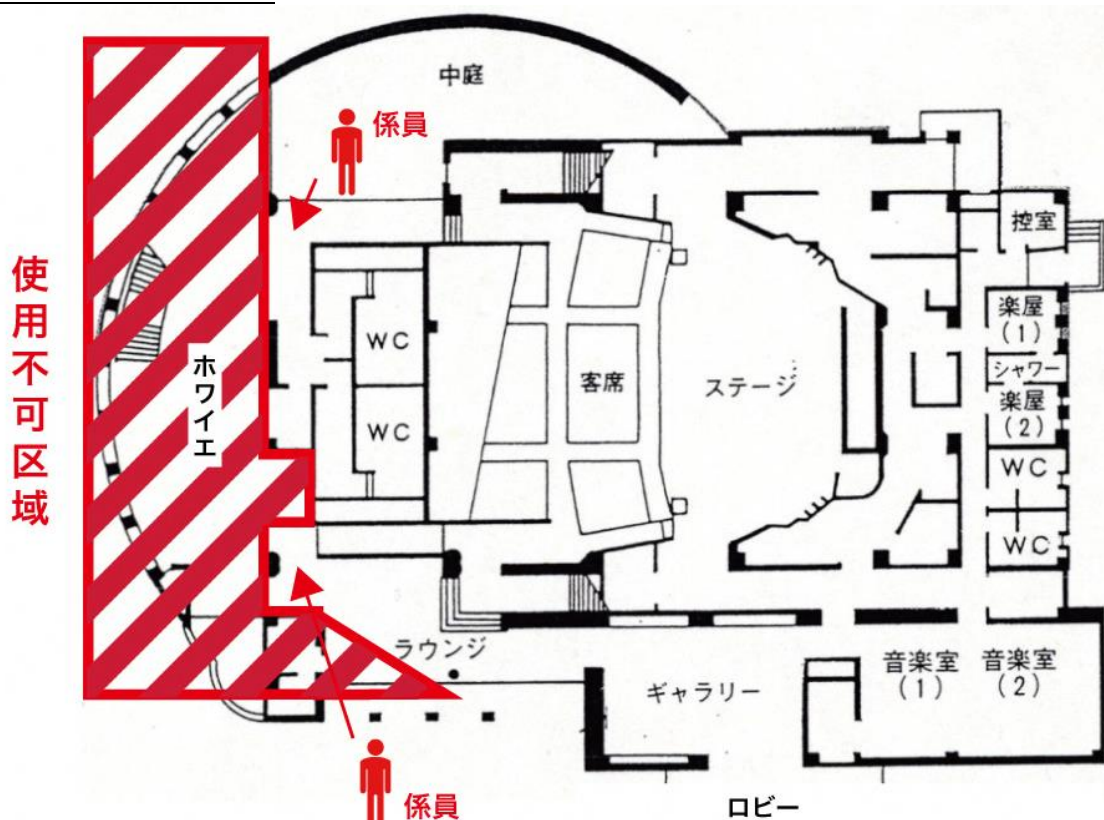 中庭
係員
控室
使用不可区域
ホワイエ
WC
WC
客席
ステージ
楽屋
(1)
シャワー
楽屋
(2)
WC
WC
ラウンジ
ギャラリー
音楽室
(1)
音楽室
(2)
係員
ロビー